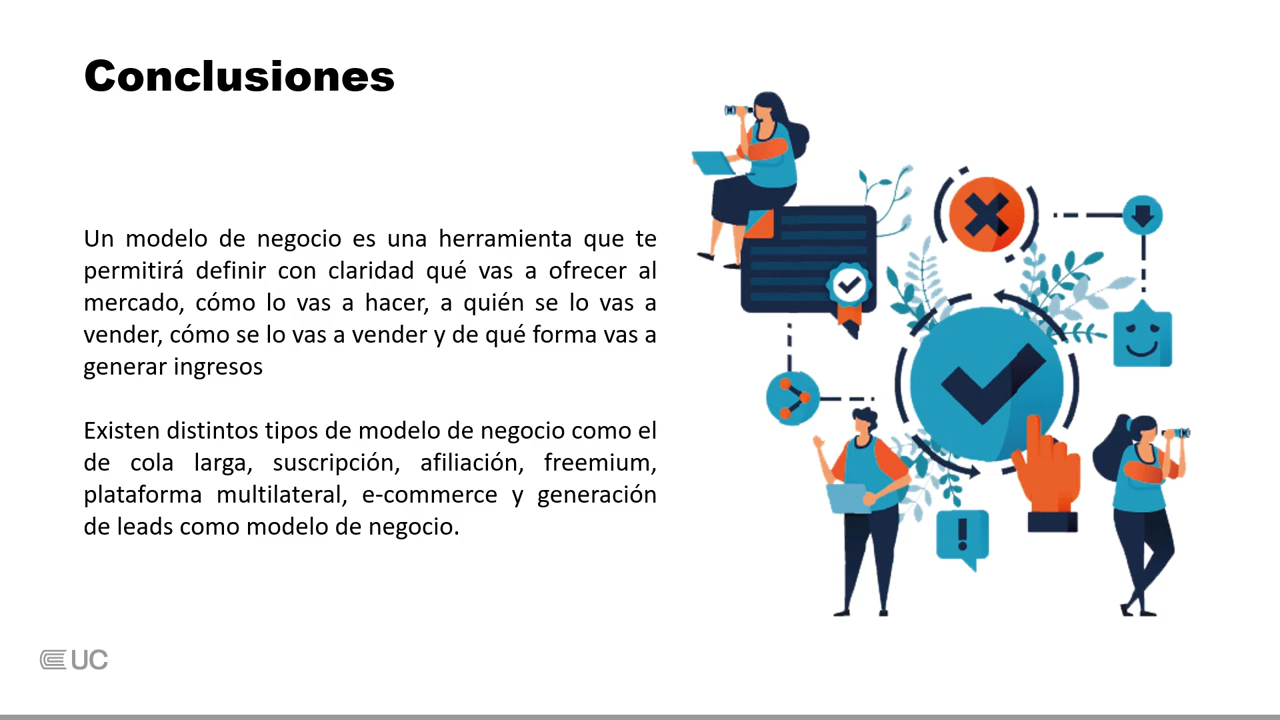 Conclusiones
Un modelo de negocio es una herramienta que te
permitirá definir con claridad qué vas a ofrecer al
mercado, cómo lo vas a hacer, a quién se lo vas a
vender, cómo se lo vas a vender y de qué forma vas a
generar ingresos
Existen distintos tipos de modelo de negocio como el
de cola larga, suscripción, afiliación, freemium,
plataforma multilateral, e-commerce y generación
de leads como modelo de negocio.
!
UC